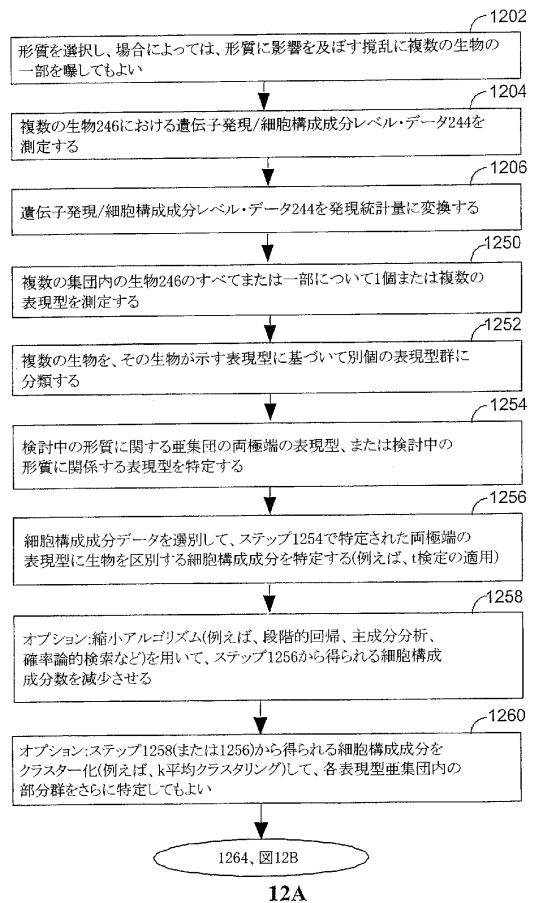 1202
形質を選択し、場合によっては、形質に影響を及ぼす撹乱に複数の生物の
一部を曝してもよい
1204
複数の生物246における遺伝子発現/細胞構成成分レベル・データ244を
測定する
1206
遺伝子発現/細胞構成成分レベル・データ244を発現統計量に変換する
1250
複数の集団内の生物246のすべてまたは一部について1個または複数の
表現型を測定する
1252
複数の生物を、その生物が示す表現型に基づいて別個の表現型群に
分類する
1254
検討中の形質に関する亜集団の両極端の表現型、または検討中の
形質に関係する表現型を特定する
1256
細胞構成成分データを選別して、ステップ1254で特定された両極端の
表現型に生物を区別する細胞構成成分を特定する(例えば、t検定の適用)
1258
オプション:縮小アルゴリズム(例えば、段階的回帰、主成分分析、
確率論的検索など)を用いて、ステップ1256から得られる細胞構成
成分数を減少させる
1260
オプション:ステップ1258(または1256)から得られる細胞構成成分を
クラスター化(例えば、k平均クラスタリング)して、各表現型亜集団内の
部分群をさらに特定してもよい
1264、図12B
12A